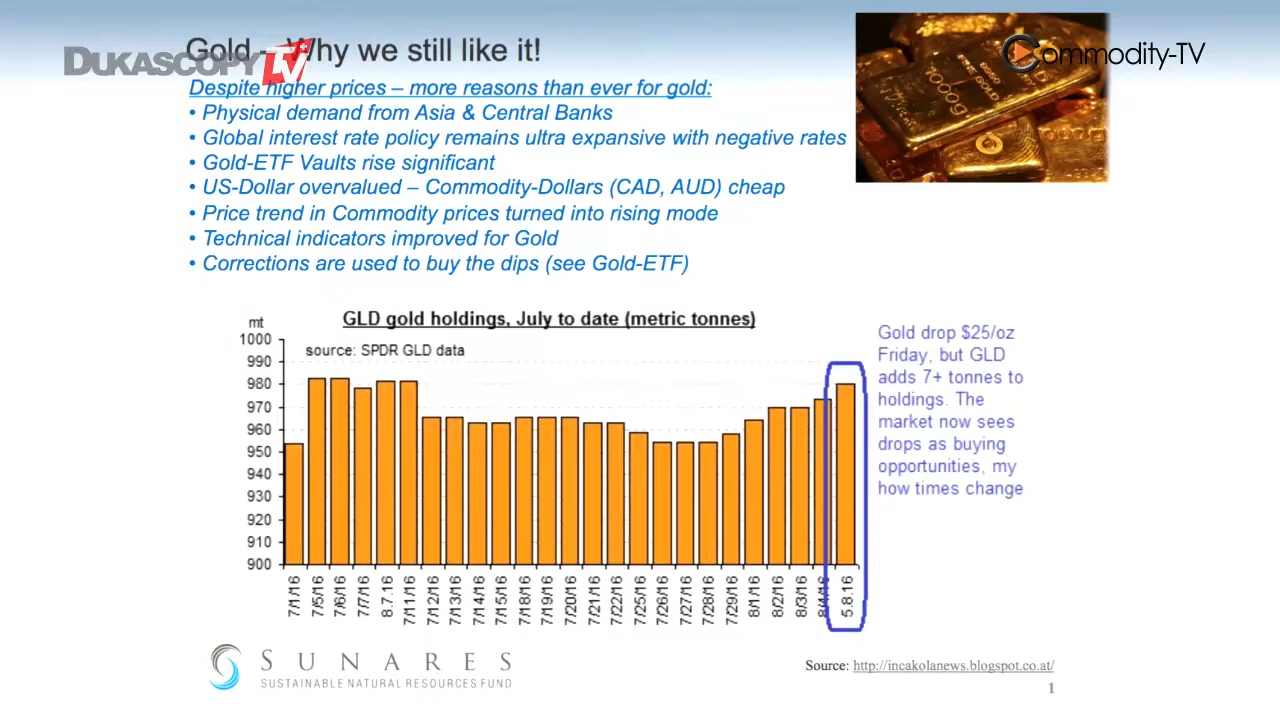 Gold – Why we still like it!
DUKASCOPY TV
Commodity-TV
Despite higher prices – more reasons than ever for gold:
• Physical demand from Asia & Central Banks
• Global interest rate policy remains ultra expansive with negative rates
• Gold-ETF Vaults rise significant
• US-Dollar overvalued – Commodity-Dollars (CAD, AUD) cheap
• Price trend in Commodity prices turned into rising mode
• Technical indicators improved for Gold
• Corrections are used to buy the dips (see Gold-ETF)
1000g
GLD gold holdings, July to date (metric tonnes)
mt
source: SPDR GLD data
1000
990
980
970
960
950
940
930
920
910
900
7/1/16
7/5/16
7/6/16
7/7/16
8.7.16
7/11/16
7/12/16
7/13/16
7/14/16
7/15/16
7/18/16
7/19/16
7/20/16
7/21/16
7/22/16
7/25/16
7/26/16
7/27/16
7/28/16
7/29/16
8/1/16
8/2/16
8/3/16
8/4/16
5.8.16
Gold drop $25/oz
Friday, but GLD
adds 7+ tonnes to
holdings. The
market now sees
drops as buying
opportunities, my
how times change
SUNARES
SUSTAINABLE NATURAL RESOURCES FUND
Source: http://incakolanews.blogspot.co.at/
1